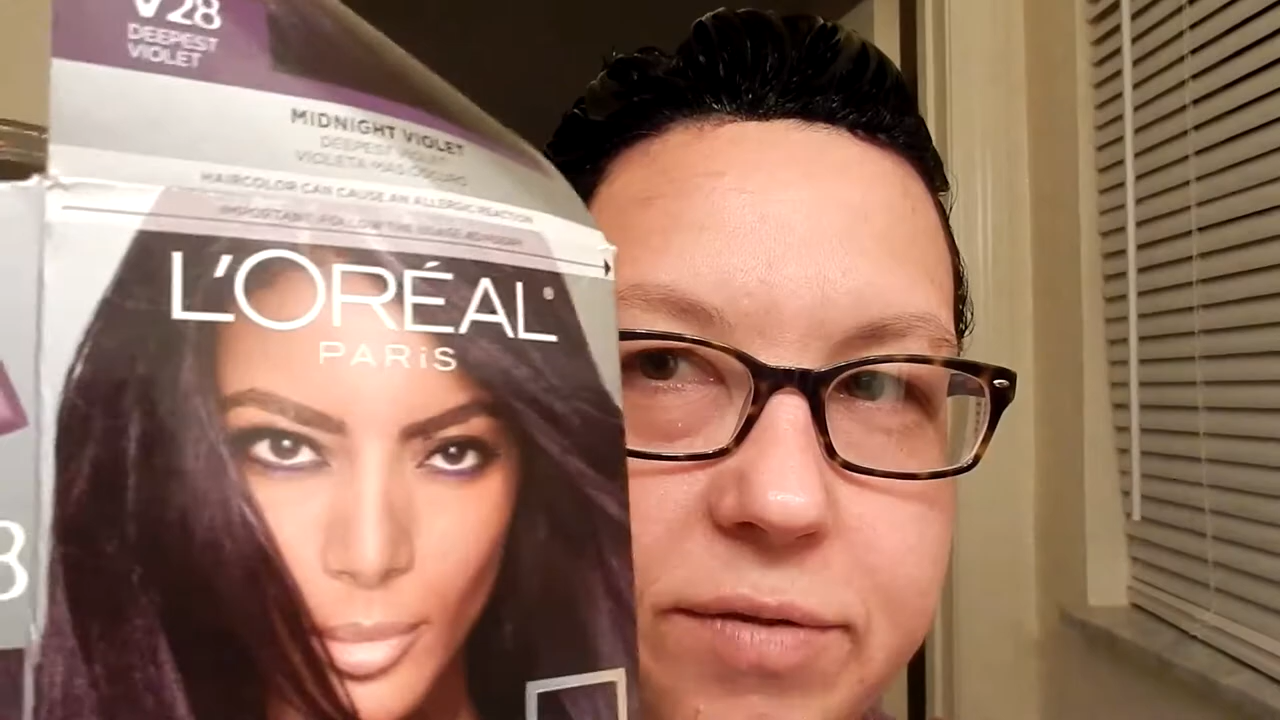 V28
DEEPEST
VIOLET
MIDNIGHT VIOLET
DEEPEST VIOLET
VIOLETA MÁS OSCURO
HAIRCOLOR CAN CAUSE AN ALLERGIC REACTION
IMPORTANT: FOLLOW THE USAGE ADVISORY
L'ORÉAL®
PARiS
8